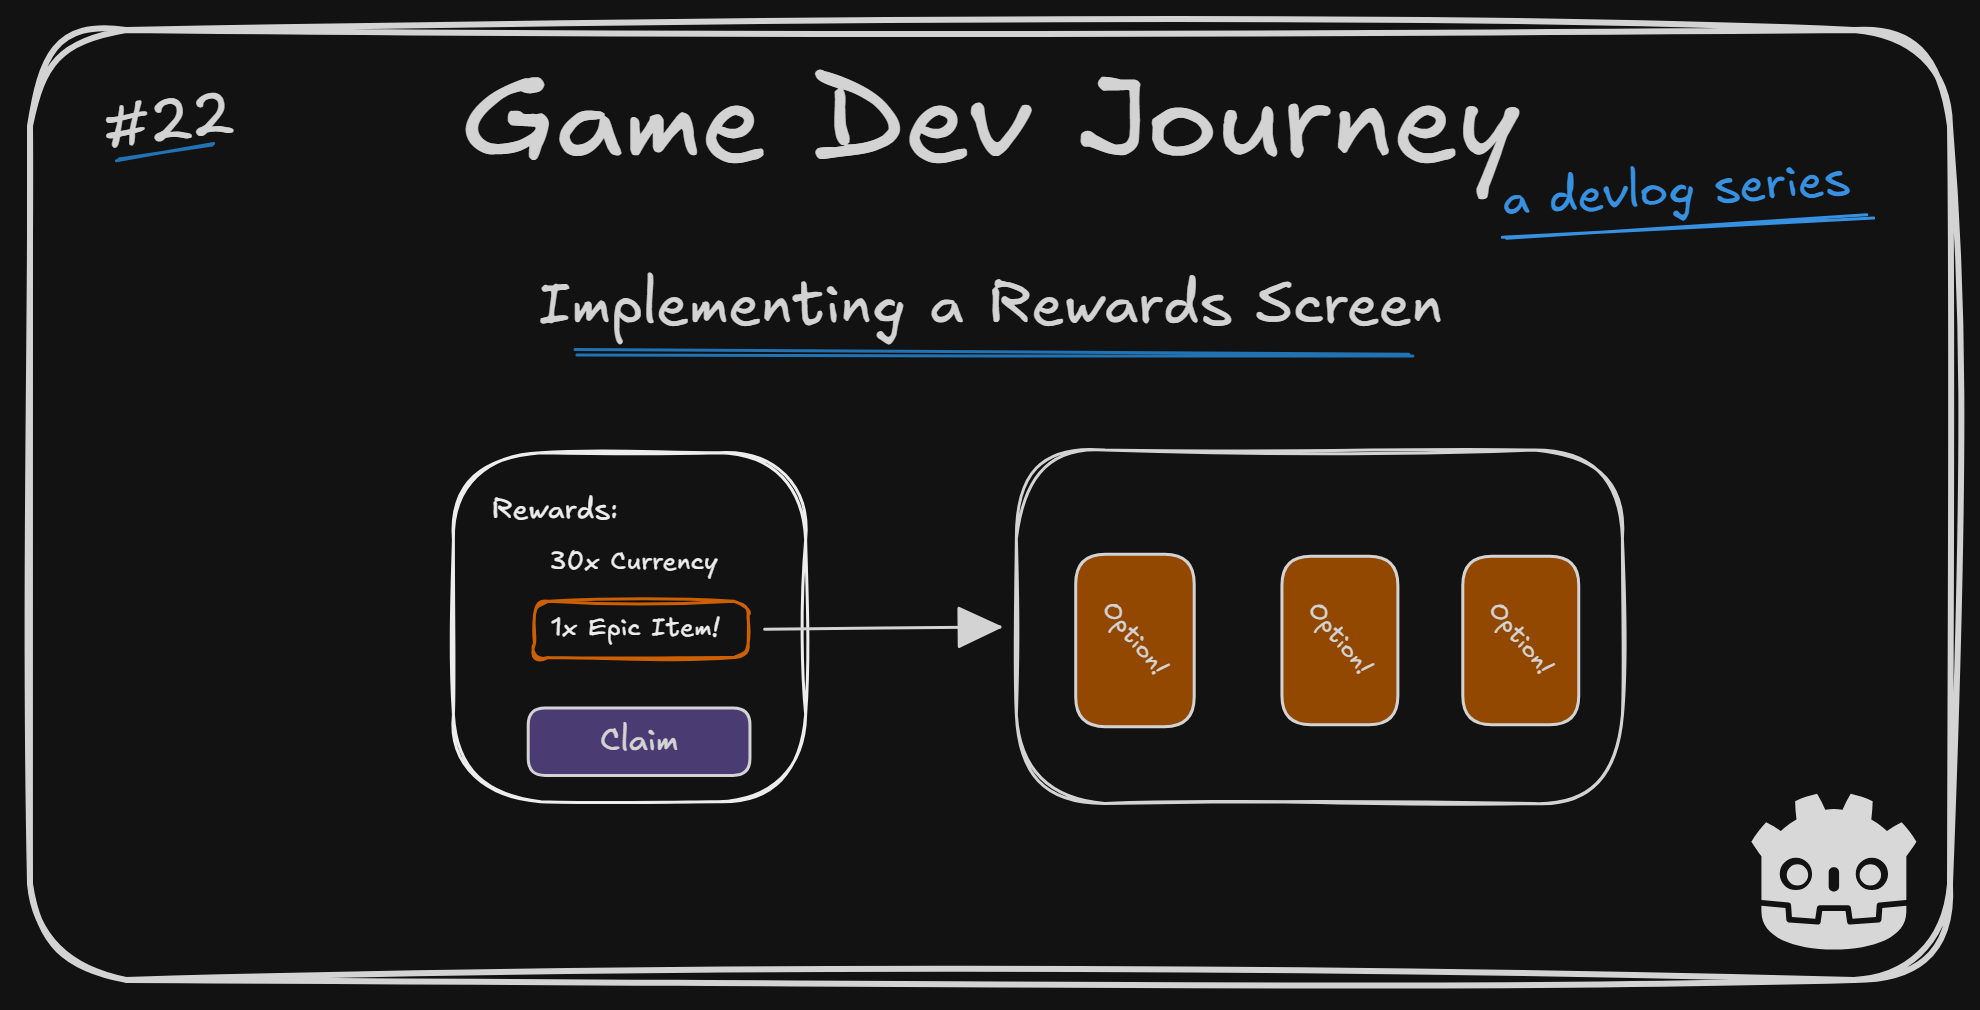 #22
Game Dev Journey
a devlog series
Implementing a Rewards Screen
Rewards:
30x Currency
1x Epic Item!
Claim
Option!
Option!
Option!